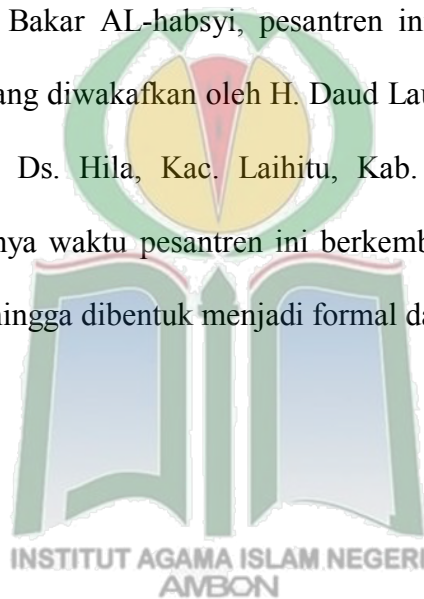 Bakar AL-habsyi, pesantren in
ang diwakafkan oleh H. Daud Lau
Ds. Hila, Kac. Laihitu, Kab.
nya waktu pesantren ini berkemb
hingga dibentuk menjadi formal da
INSTITUT AGAMA ISLAM NEGERI
AMBON